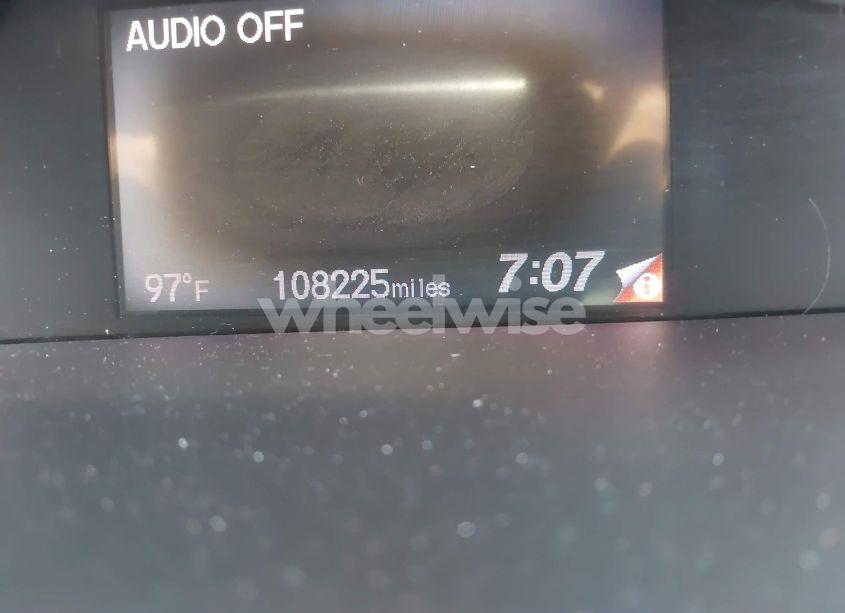 AUDIO OFF
97°F 108225miles 7:07 i
wheelwise